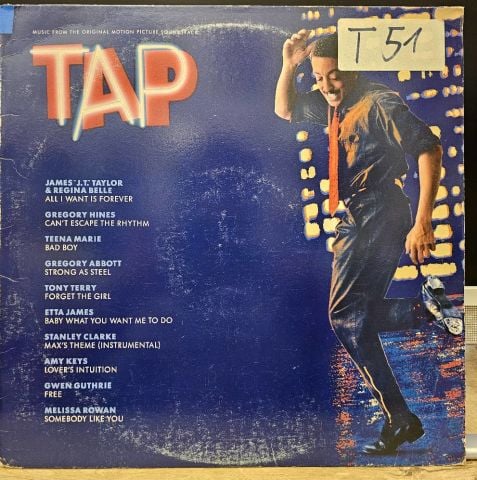 MUSIC FROM THE ORIGINAL MOTION PICTURE SOUNDTRACK
T 51
TAP
JAMES "J.T." TAYLOR
& REGINA BELLE
ALL I WANT IS FOREVER
GREGORY HINES
CAN'T ESCAPE THE RHYTHM
TEENA MARIE
BAD BOY
GREGORY ABBOTT
STRONG AS STEEL
TONY TERRY
FORGET THE GIRL
ETTA JAMES
BABY WHAT YOU WANT ME TO DO
STANLEY CLARKE
MAX'S THEME (INSTRUMENTAL)
AMY KEYS
LOVER'S INTUITION
GWEN GUTHRIE
FREE
MELISSA ROWAN
SOMEBODY LIKE YOU